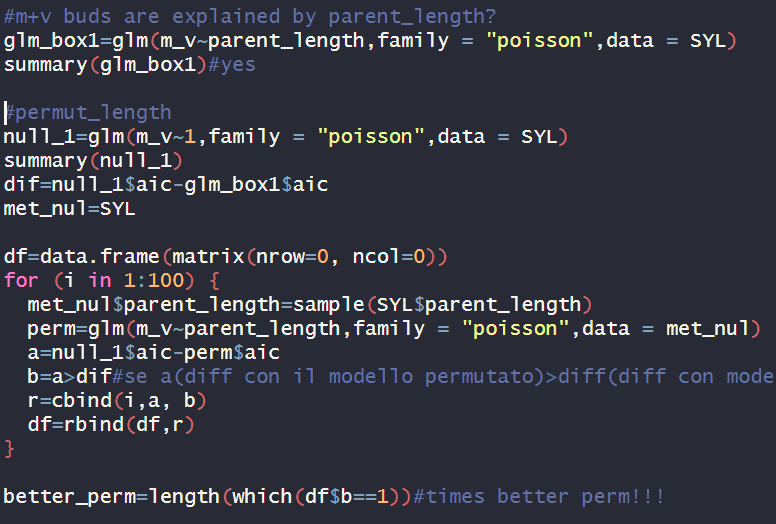 #m+v buds are explained by parent_length?
glm_box1=glm(m_v~parent_length,family = "poisson",data = SYL)
summary(glm_box1)#yes
#permut_length
null_1=glm(m_v~1,family = "poisson",data = SYL)
summary(null_1)
dif=null_1$aic-glm_box1$aic
met_nul=SYL
df=data.frame(matrix(nrow=0, ncol=0))
for (i in 1:100) {
  met_nul$parent_length=sample(SYL$parent_length)
  perm=glm(m_v~parent_length,family = "poisson",data = met_nul)
  a=null_1$aic-perm$aic
  b=a>dif#se a(diff con il modello permutato)>diff(diff con mode
  r=cbind(i,a, b)
  df=rbind(df,r)
}
better_perm=length(which(df$b==1))#times better perm!!!